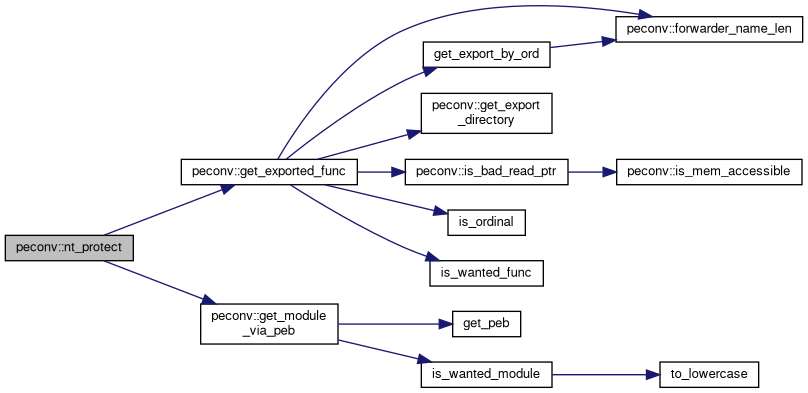 peconv::forwarder_name_len
get_export_by_ord
peconv::get_export
_directory
peconv::get_exported_func
peconv::is_bad_read_ptr
peconv::is_mem_accessible
is_ordinal
peconv::nt_protect
is_wanted_func
peconv::get_module
_via_peb
get_peb
is_wanted_module
to_lowercase